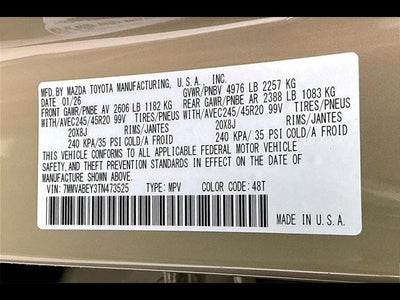 MFD.BY MAZDA TOYOTA MANUFACTURING, U.S.A. INC.
DATE 01/26 GVWR/PNBV 4976 LB 2257 KG
FRONT GAWR/PNBE AV 2606 LB 1182 KG REAR GAWR/PNBE AR 2388 LB 1083 KG
WITH/AVEC245/45R20 99V TIRES/PNEUS WITH/AVEC245/45R20 99V TIRES/PNEUS
20X8J RIMS/JANTES 20X8J RIMS/JANTES
240 KPA/ 35 PSI COLD/A FROID 240 KPA/ 35 PSI COLD/A FROID
THIS VEHICLE CONFORMS TO ALL APPLICABLE FEDERAL MOTOR VEHICLE
SAFETY, AND THEFT PREVENTION STANDARDS IN EFFECT ON THE DATE OF
MANUFACTURE SHOWN ABOVE.
VIN: 7MMVABEY3TN473525 TYPE: MPV COLOR CODE: 48T
MADE IN U.S.A.